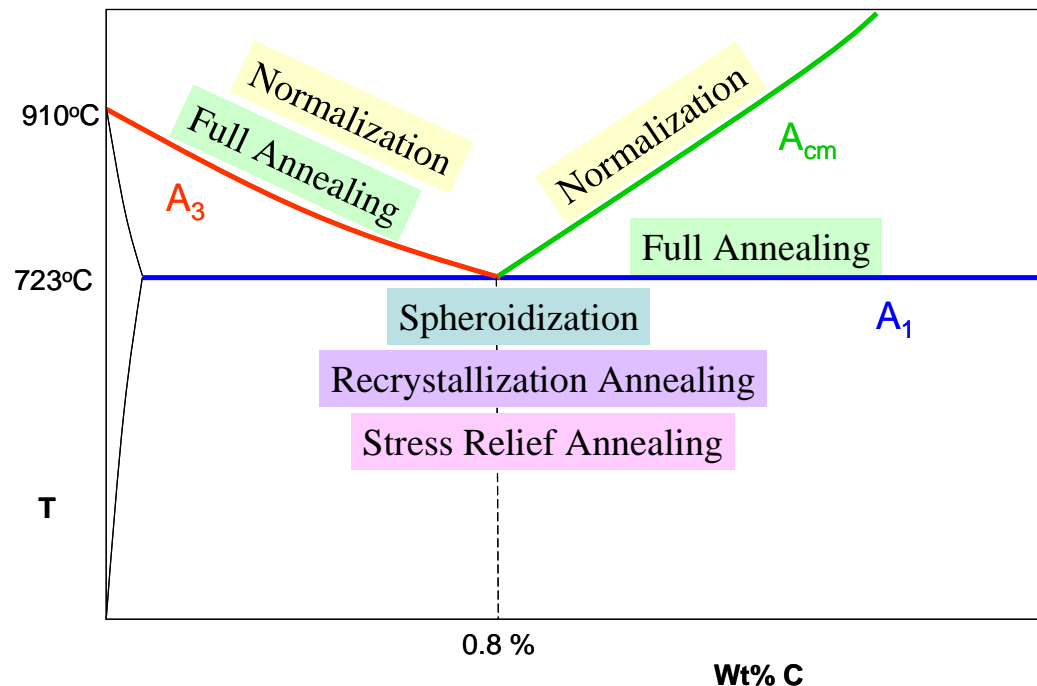 Normalization
Full Annealing
Normalization
910°C
A₃
A_cm
Full Annealing
723°C
A₁
Spheroidization
Recrystallization Annealing
Stress Relief Annealing
T
0.8 %
Wt% C